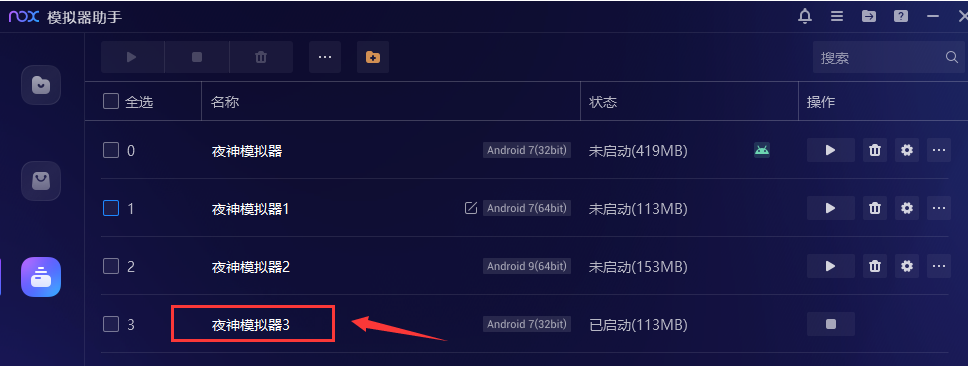 nox 模拟器助手
搜索
全选 名称 状态 操作
0 夜神模拟器 Android 7(32bit) 未启动(419MB)
1 夜神模拟器1 Android 7(64bit) 未启动(113MB)
2 夜神模拟器2 Android 9(64bit) 未启动(153MB)
3 夜神模拟器3 Android 7(32bit) 已启动(113MB)